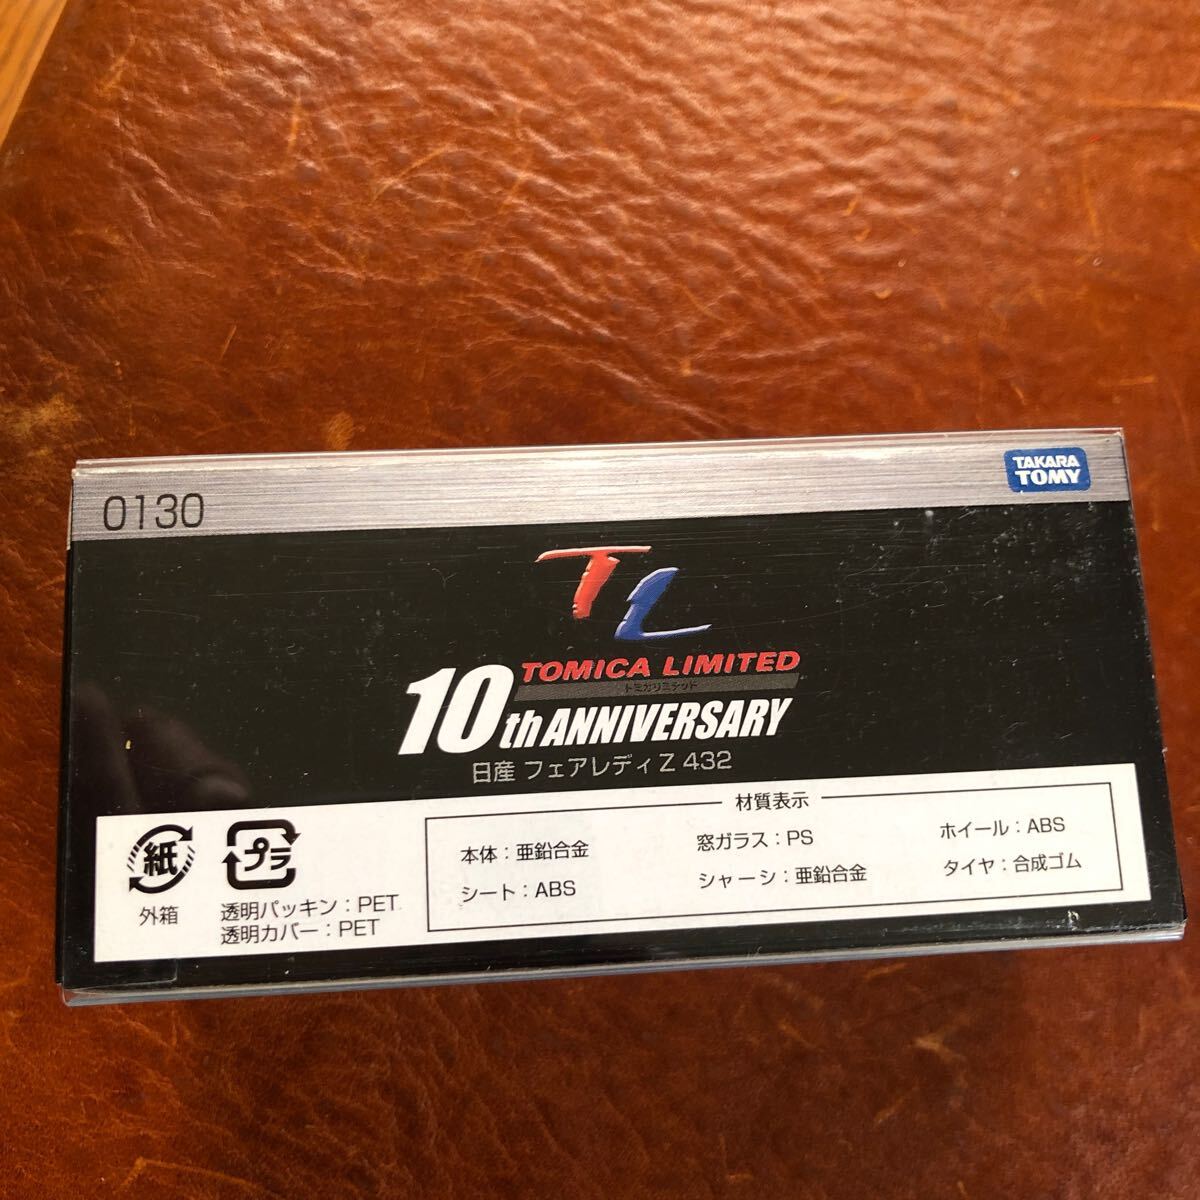 0130
TAKARA
TOMY
TL
TOMICA LIMITED
トミカリミテッド
10th ANNIVERSARY
日産 フェアレディ Z 432
材質表示
本体：亜鉛合金
窓ガラス：PS
ホイール：ABS
シート：ABS
シャーシ：亜鉛合金
タイヤ：合成ゴム
紙
外箱
プラ
透明パッキン：PET
透明カバー：PET